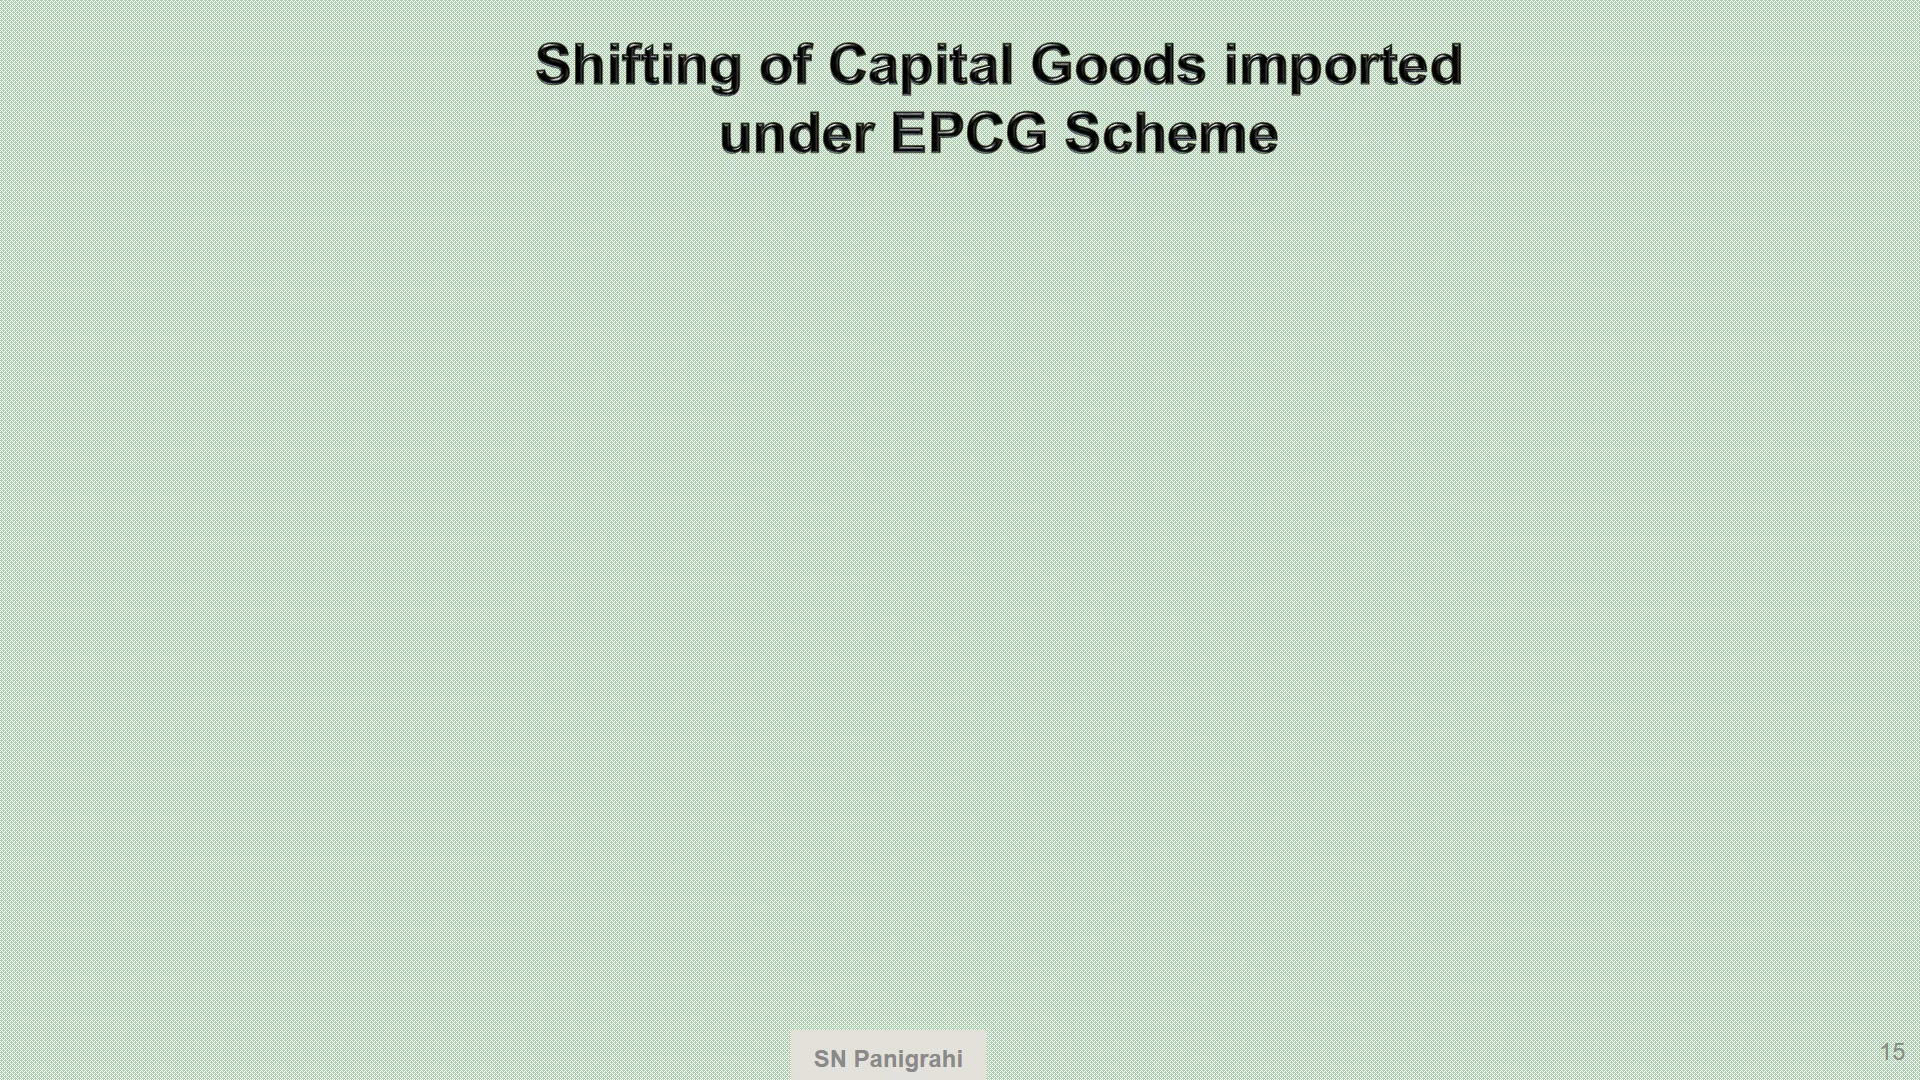 Shifting of Capital Goods imported
under EPCG Scheme
SN Panigrahi
15